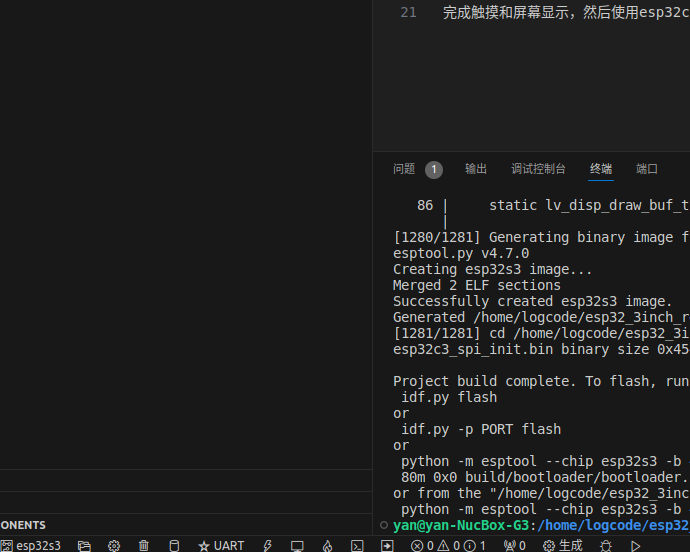 21 完成触摸和屏幕显示，然后使用esp32c
问题 1 输出 调试控制台 终端 端口
86 | static lv_disp_draw_buf_t
|
[1280/1281] Generating binary image f
esptool.py v4.7.0
Creating esp32s3 image...
Merged 2 ELF sections
Successfully created esp32s3 image.
Generated /home/logcode/esp32_3inch_r
[1281/1281] cd /home/logcode/esp32_3i
esp32c3_spi_init.bin binary size 0x45
Project build complete. To flash, run
idf.py flash
or
idf.py -p PORT flash
or
python -m esptool --chip esp32s3 -b
80m 0x0 build/bootloader/bootloader.
or from the "/home/logcode/esp32_3inc
python -m esptool --chip esp32s3 -b
yan@yan-NucBox-G3:/home/logcode/esp32
ONENTS
esp32s3 UART 0 0 1 0 生成